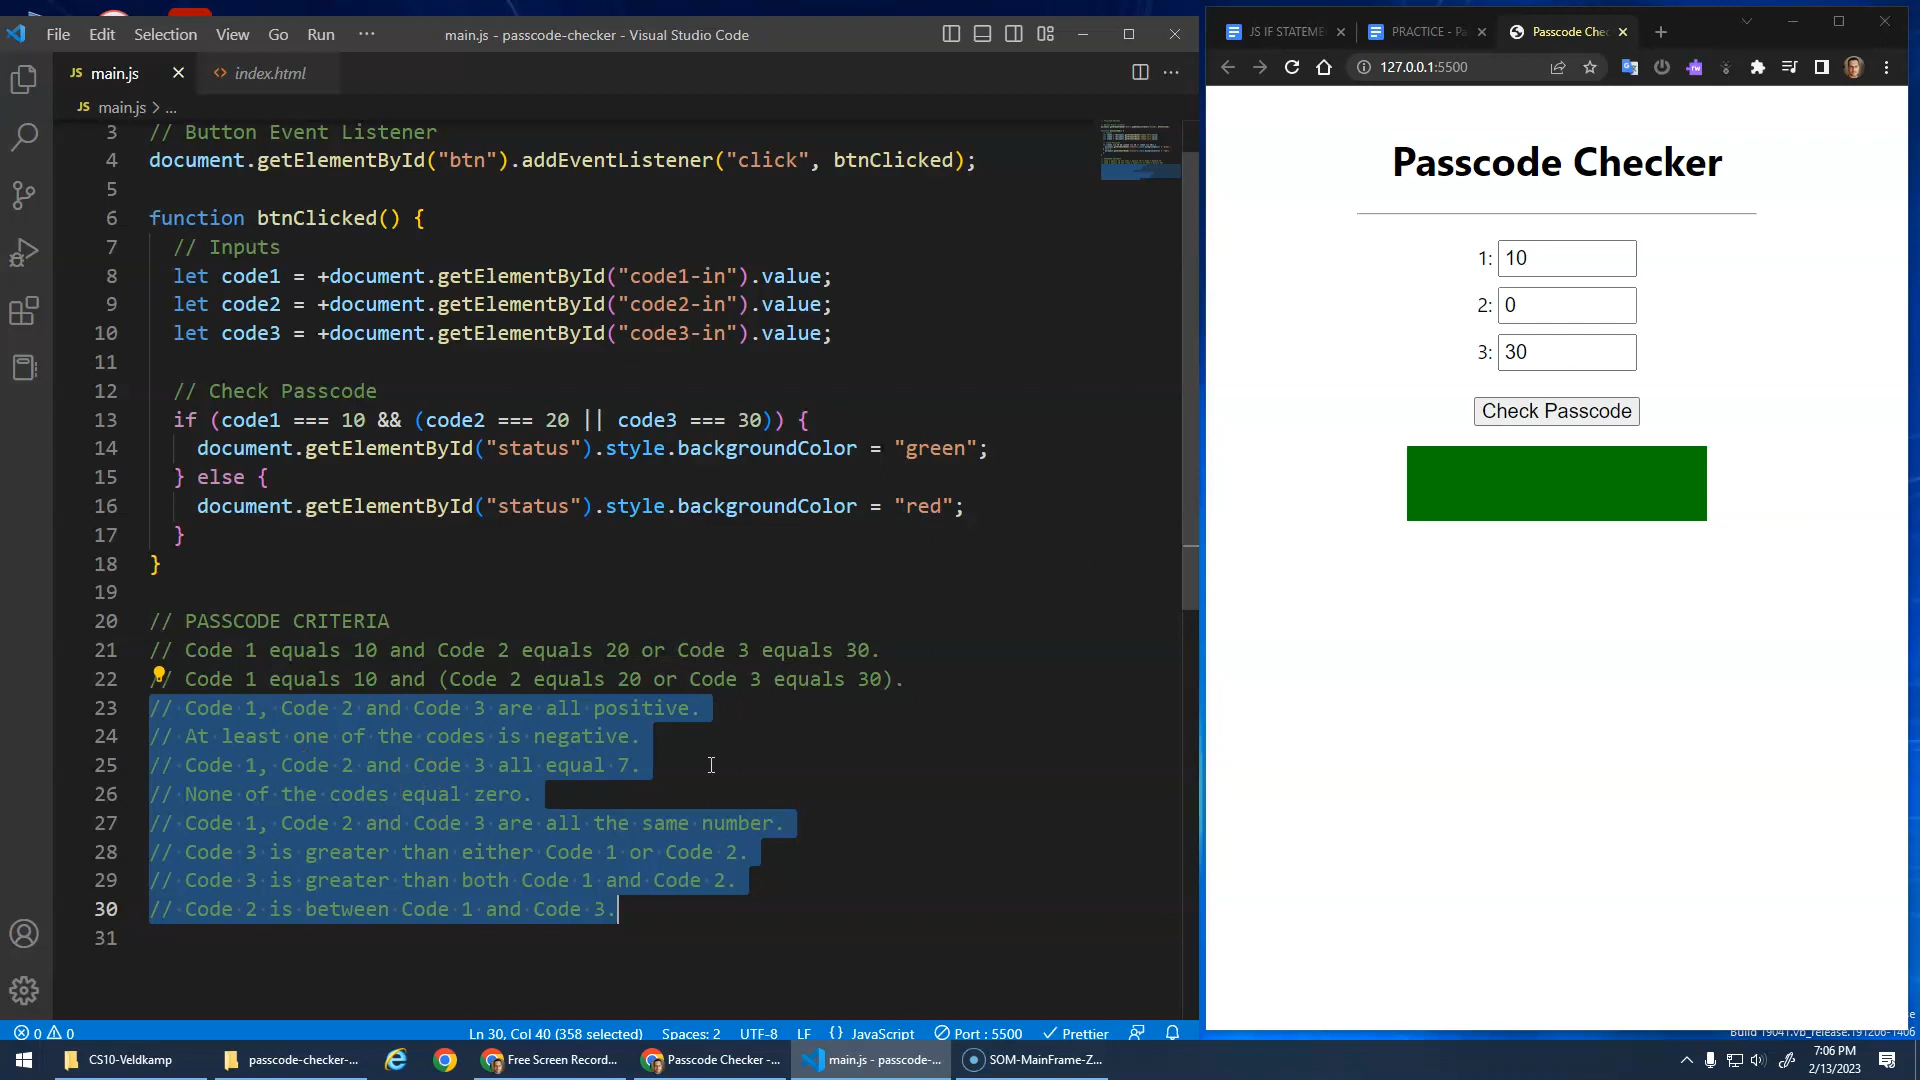 File Edit Selection View Go Run ··· main.js - passcode-checker - Visual Studio Code
JS main.js <> index.html
JS main.js > ...
3 // Button Event Listener
4 document.getElementById("btn").addEventListener("click", btnClicked);
5
6 function btnClicked() {
7 // Inputs
8 let code1 = +document.getElementById("code1-in").value;
9 let code2 = +document.getElementById("code2-in").value;
10 let code3 = +document.getElementById("code3-in").value;
11
12 // Check Passcode
13 if (code1 === 10 && (code2 === 20 || code3 === 30)) {
14 document.getElementById("status").style.backgroundColor = "green";
15 } else {
16 document.getElementById("status").style.backgroundColor = "red";
17 }
18 }
19
20 // PASSCODE CRITERIA
21 // Code 1 equals 10 and Code 2 equals 20 or Code 3 equals 30.
22 // Code 1 equals 10 and (Code 2 equals 20 or Code 3 equals 30).
23 // Code 1, Code 2 and Code 3 are all positive.
24 // At least one of the codes is negative.
25 // Code 1, Code 2 and Code 3 all equal 7.
26 // None of the codes equal zero.
27 // Code 1, Code 2 and Code 3 are all the same number.
28 // Code 3 is greater than either Code 1 or Code 2.
29 // Code 3 is greater than both Code 1 and Code 2.
30 // Code 2 is between Code 1 and Code 3.
31
0 0 Ln 30, Col 40 (358 selected) Spaces: 2 UTF-8 LF {} JavaScript Port : 5500 Prettier
JS IF STATEME PRACTICE - Pa Passcode Chec
127.0.0.1:5500
Passcode Checker
1: 10
2: 0
3: 30
Check Passcode
Build 19041.vb_release.191206-1406
CS10-Veldkamp passcode-checker-... Free Screen Record... Passcode Checker -... main.js - passcode-... SOM-MainFrame-Z...
7:06 PM
2/13/2023